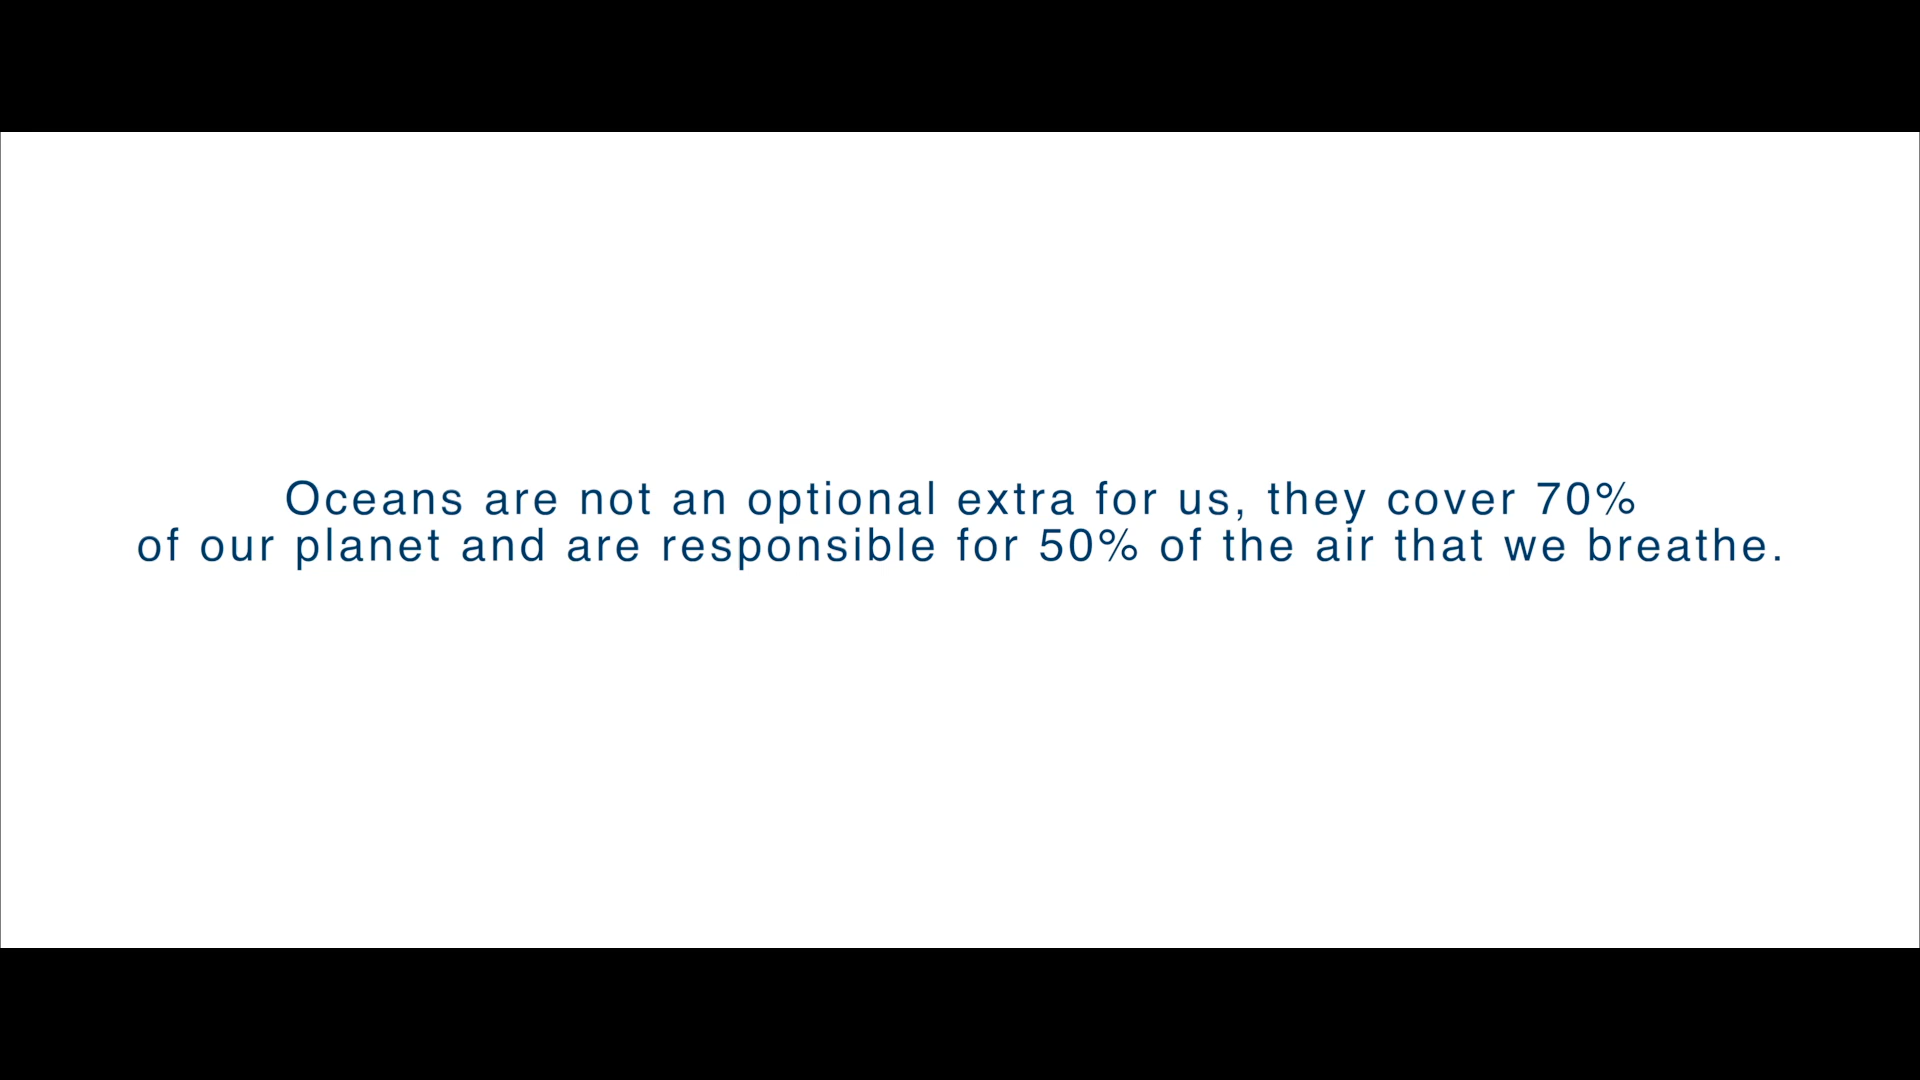 Oceans are not an optional extra for us, they cover 70%
of our planet and are responsible for 50% of the air that we breathe.